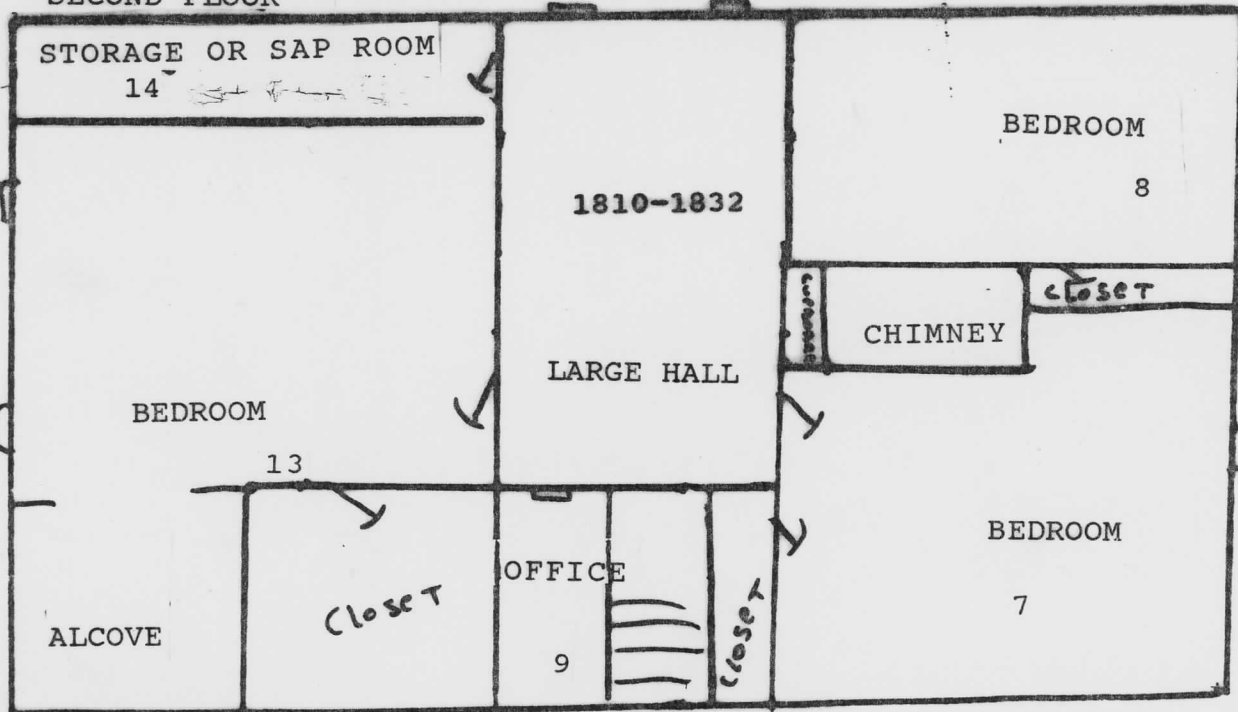 SECOND FLOOR
STORAGE OR SAP ROOM
14
BEDROOM
8
1810-1832
CLOSET
CHIMNEY
LARGE HALL
BEDROOM
13
BEDROOM
7
OFFICE
9
CLOSET
CLOSET
ALCOVE